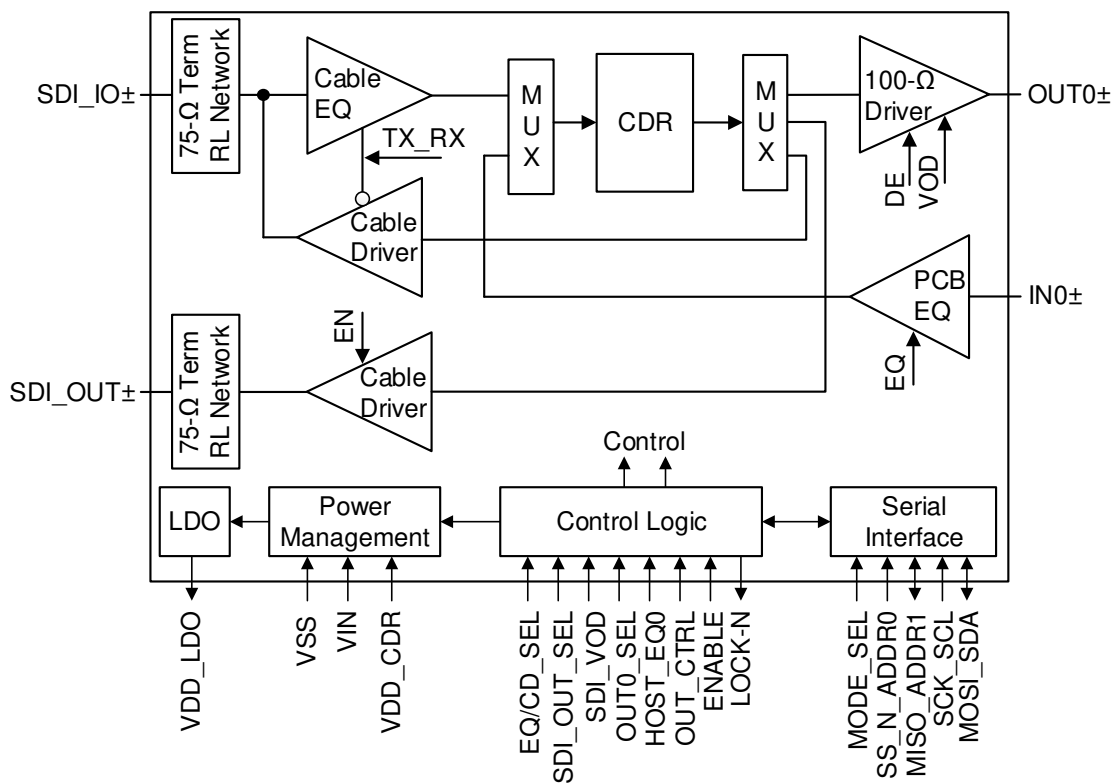 SDI_IO±
75-Ω Term
RL Network
Cable
EQ
TX_RX
Cable
Driver
MUX
CDR
MUX
100-Ω
Driver
OUT0±
DE
VOD
PCB
EQ
IN0±
EQ
SDI_OUT±
75-Ω Term
RL Network
EN
Cable
Driver
Control
LDO
Power
Management
Control Logic
Serial
Interface
VDD_LDO
VSS
VIN
VDD_CDR
EQ/CD_SEL
SDI_OUT_SEL
SDI_VOD
OUT0_SEL
HOST_EQ0
OUT_CTRL
ENABLE
LOCK-N
MODE_SEL
SS_N_ADDR0
MISO_ADDR1
SCK_SCL
MOSI_SDA